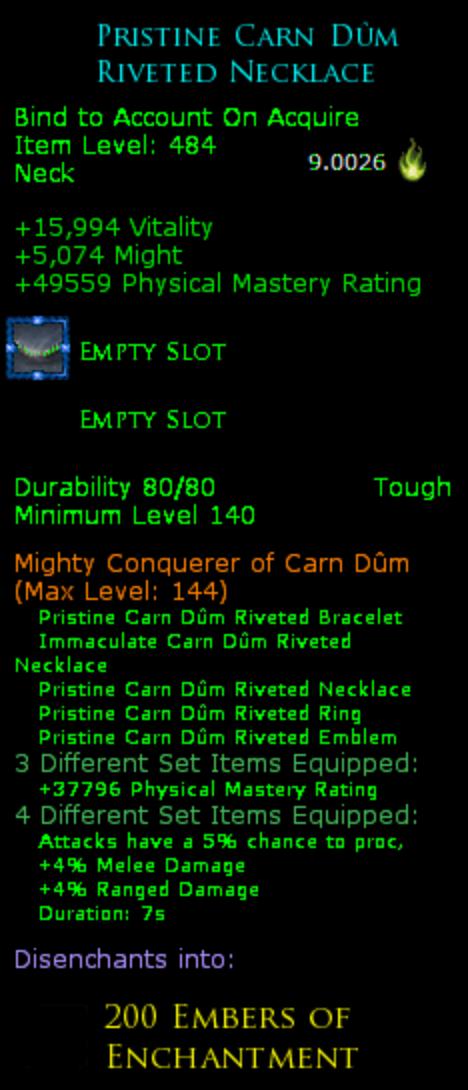 Pristine Carn Dûm
Riveted Necklace
Bind to Account On Acquire
Item Level: 484
9.0026
Neck
+15,994 Vitality
+5,074 Might
+49559 Physical Mastery Rating
Empty Slot
Empty Slot
Durability 80/80 Tough
Minimum Level 140
Mighty Conquerer of Carn Dûm
(Max Level: 144)
Pristine Carn Dûm Riveted Bracelet
Immaculate Carn Dûm Riveted
Necklace
Pristine Carn Dûm Riveted Necklace
Pristine Carn Dûm Riveted Ring
Pristine Carn Dûm Riveted Emblem
3 Different Set Items Equipped:
+37796 Physical Mastery Rating
4 Different Set Items Equipped:
Attacks have a 5% chance to proc,
+4% Melee Damage
+4% Ranged Damage
Duration: 7s
Disenchants into:
200 Embers of
Enchantment